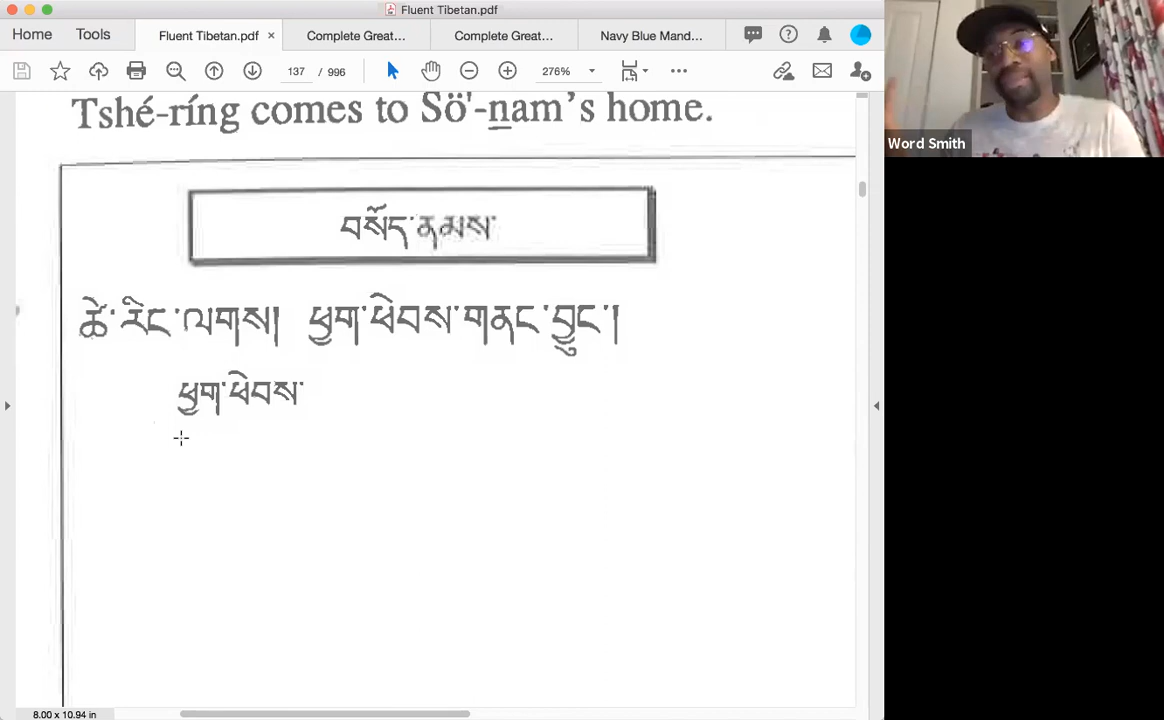 Fluent Tibetan.pdf
Home Tools Fluent Tibetan.pdf × Complete Great... Complete Great... Navy Blue Mand...
137 / 996 276%
Tshé-ríng comes to Sö'-nam’s home.
བསོད་ནམས་
ཚེ་རིང་ལགས། ཕྱག་ཕེབས་གནང་བྱུང་།
ཕྱག་ཕེབས་
8.00 x 10.94 in
Word Smith